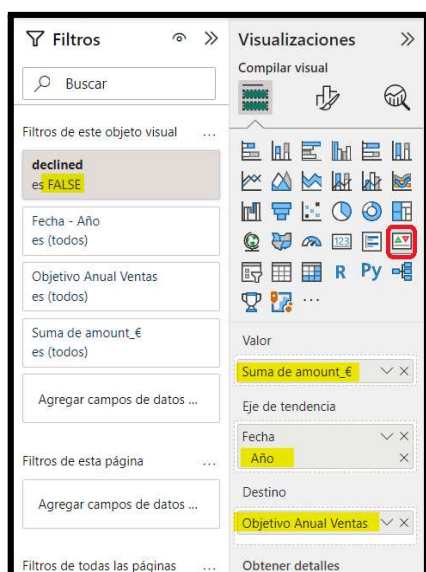 Filtros
Buscar
Filtros de este objeto visual ...
declined
es FALSE
Fecha - Año
es (todos)
Objetivo Anual Ventas
es (todos)
Suma de amount_€
es (todos)
Agregar campos de datos ...
Filtros de esta página ...
Agregar campos de datos ...
Filtros de todas las páginas ...
Visualizaciones
Compilar visual
123
R Py
...
Valor
Suma de amount_€
Eje de tendencia
Fecha
Año
Destino
Objetivo Anual Ventas
Obtener detalles